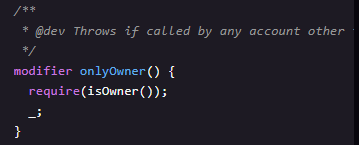 /**
* @dev Throws if called by any account other
*/
modifier onlyOwner() {
require(isOwner());
_;
}